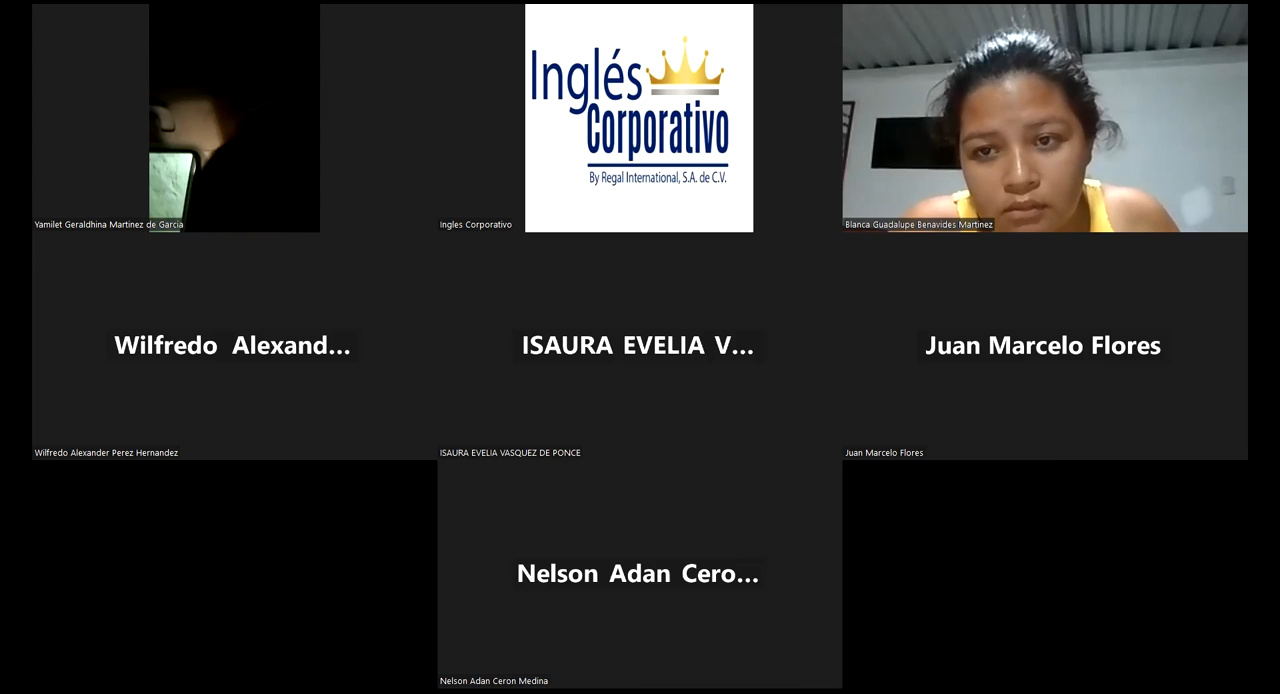 Inglés
Corporativo
By Regal International, S.A. de C.V.
Yamilet Geraldhina Martinez de Garcia
Ingles Corporativo
Blanca Guadalupe Benavides Martinez
Wilfredo Alexand...
ISAURA EVELIA V...
Juan Marcelo Flores
Wilfredo Alexander Perez Hernandez
ISAURA EVELIA VASQUEZ DE PONCE
Juan Marcelo Flores
Nelson Adan Cero...
Nelson Adan Ceron Medina